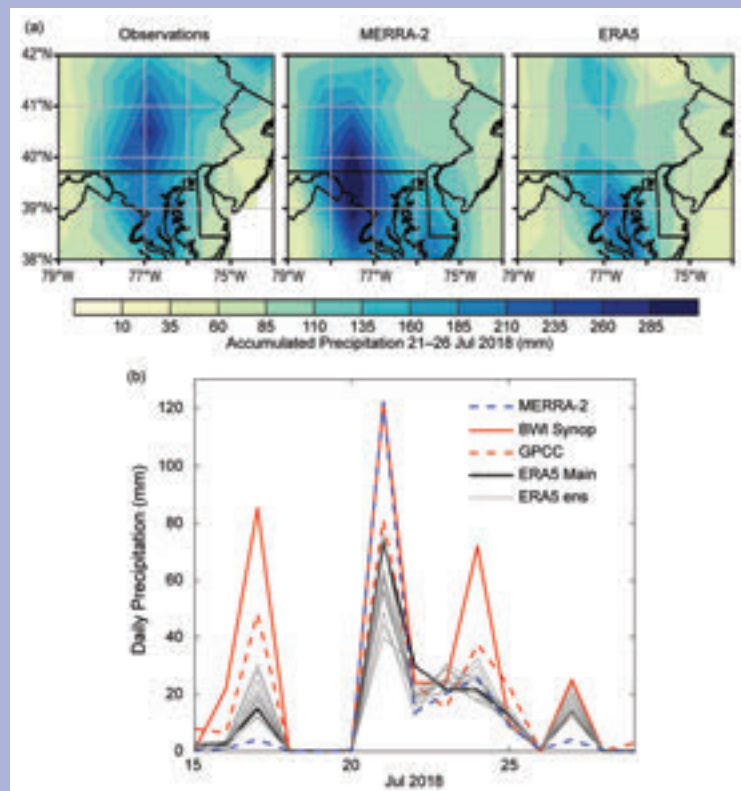 (a)
Observations MERRA-2 ERA5
42°N
41°N
40°N
39°N
38°N
79°W 77°W 75°W 79°W 77°W 75°W 79°W 77°W 75°W
10 35 60 85 110 135 160 185 210 235 260 285
Accumulated Precipitation 21–26 Jul 2018 (mm)
(b)
MERRA-2
BWI Synop
GPCC
ERA5 Main
ERA5 ens
Daily Precipitation (mm)
120
100
80
60
40
20
0
15 20 25
Jul 2018